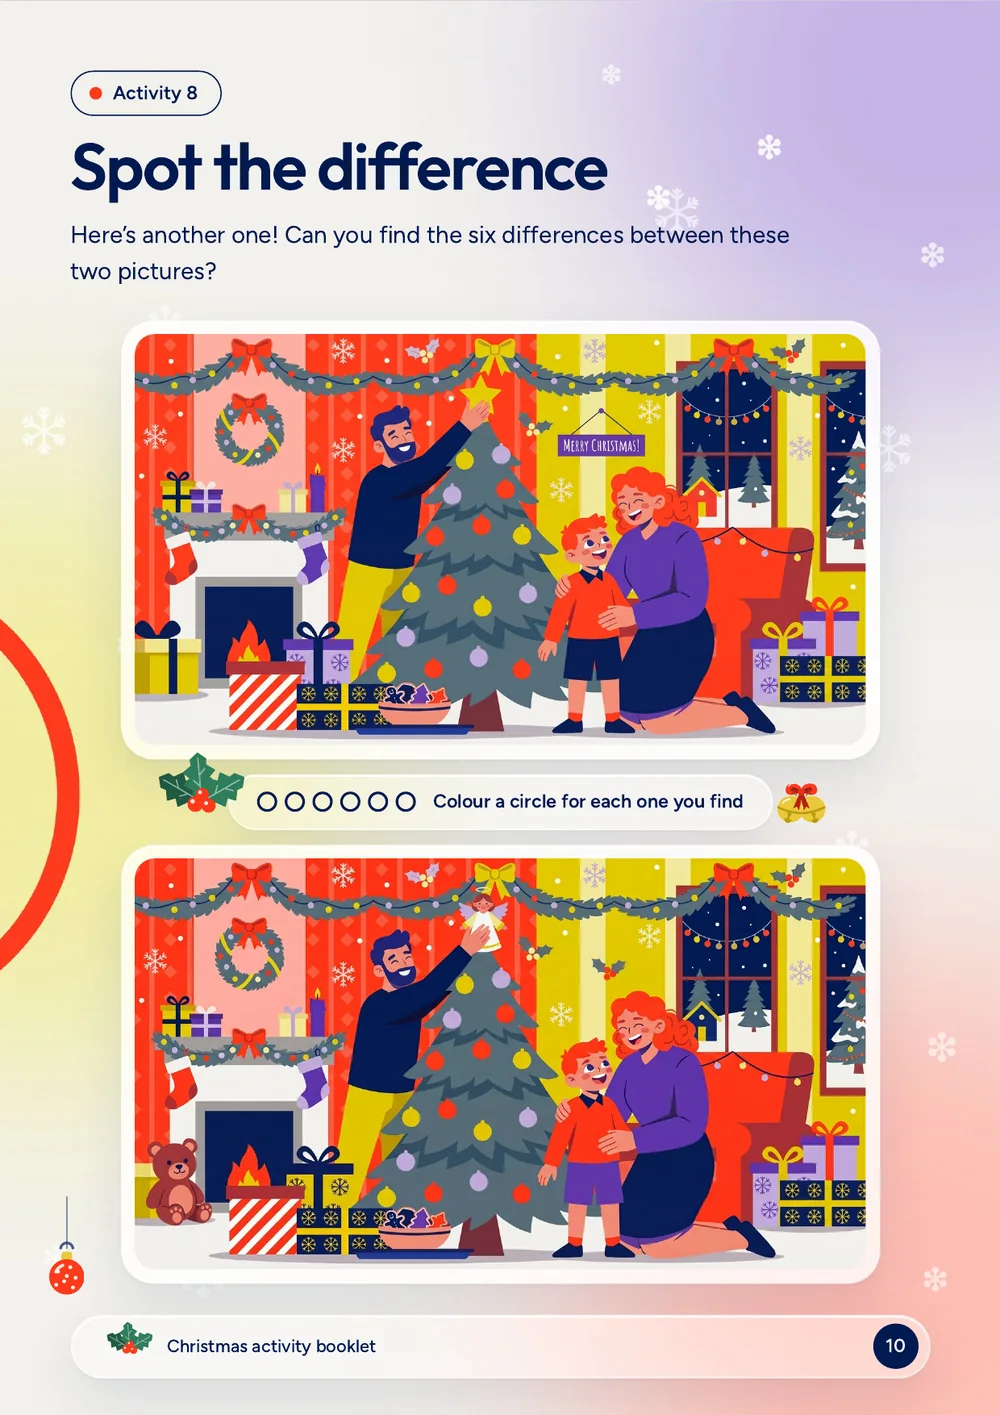 Activity 8
Spot the difference
Here's another one! Can you find the six differences between these
two pictures?
MERRY CHRISTMAS!
Colour a circle for each one you find
Christmas activity booklet
10